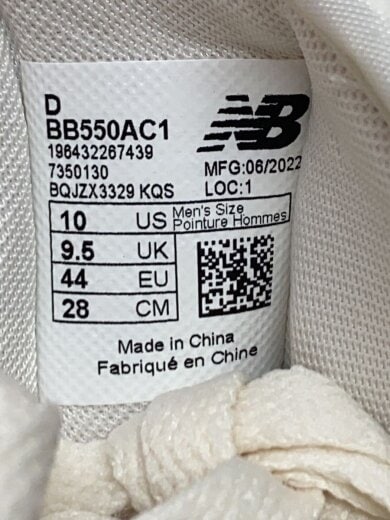 D
BB550AC1
196432267439
7350130
BQJZX3329 KQS
NB
MFG:06/2022
LOC:1
10 US Men's Size
Pointure Hommes
9.5 UK
44 EU
28 CM
Made in China
Fabriqué en Chine